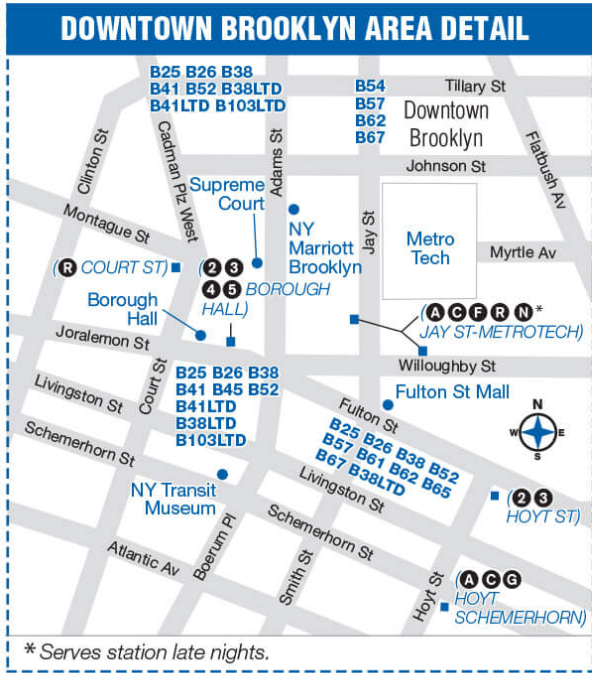 DOWNTOWN BROOKLYN AREA DETAIL
B25 B26 B38
B41 B52 B38LTD
B41LTD B103LTD
B54
B57
B62
B67
Tillary St
Downtown
Brooklyn
Clinton St
Cadman Plz West
Adams St
Flatbush Av
Johnson St
Supreme
Court
Montague St
NY
Marriott
Brooklyn
Jay St
Metro
Tech
Myrtle Av
(R COURT ST)
(2 3
4 5 BOROUGH
HALL)
Borough
Hall
(A C F R N*
JAY ST-METROTECH)
Joralemon St
Willoughby St
Court St
B25 B26 B38
B41 B45 B52
B41LTD
B38LTD
B103LTD
Fulton St Mall
Livingston St
Fulton St
N
W E
S
B25 B26 B38 B52
B57 B61 B62 B65
B67 B38LTD
Schemerhorn St
Livingston St
NY Transit
Museum
(2 3
HOYT ST)
Schemerhorn St
Atlantic Av
Boerum Pl
Smith St
Hoyt St
(A C G
HOYT
SCHEMERHORN)
* Serves station late nights.